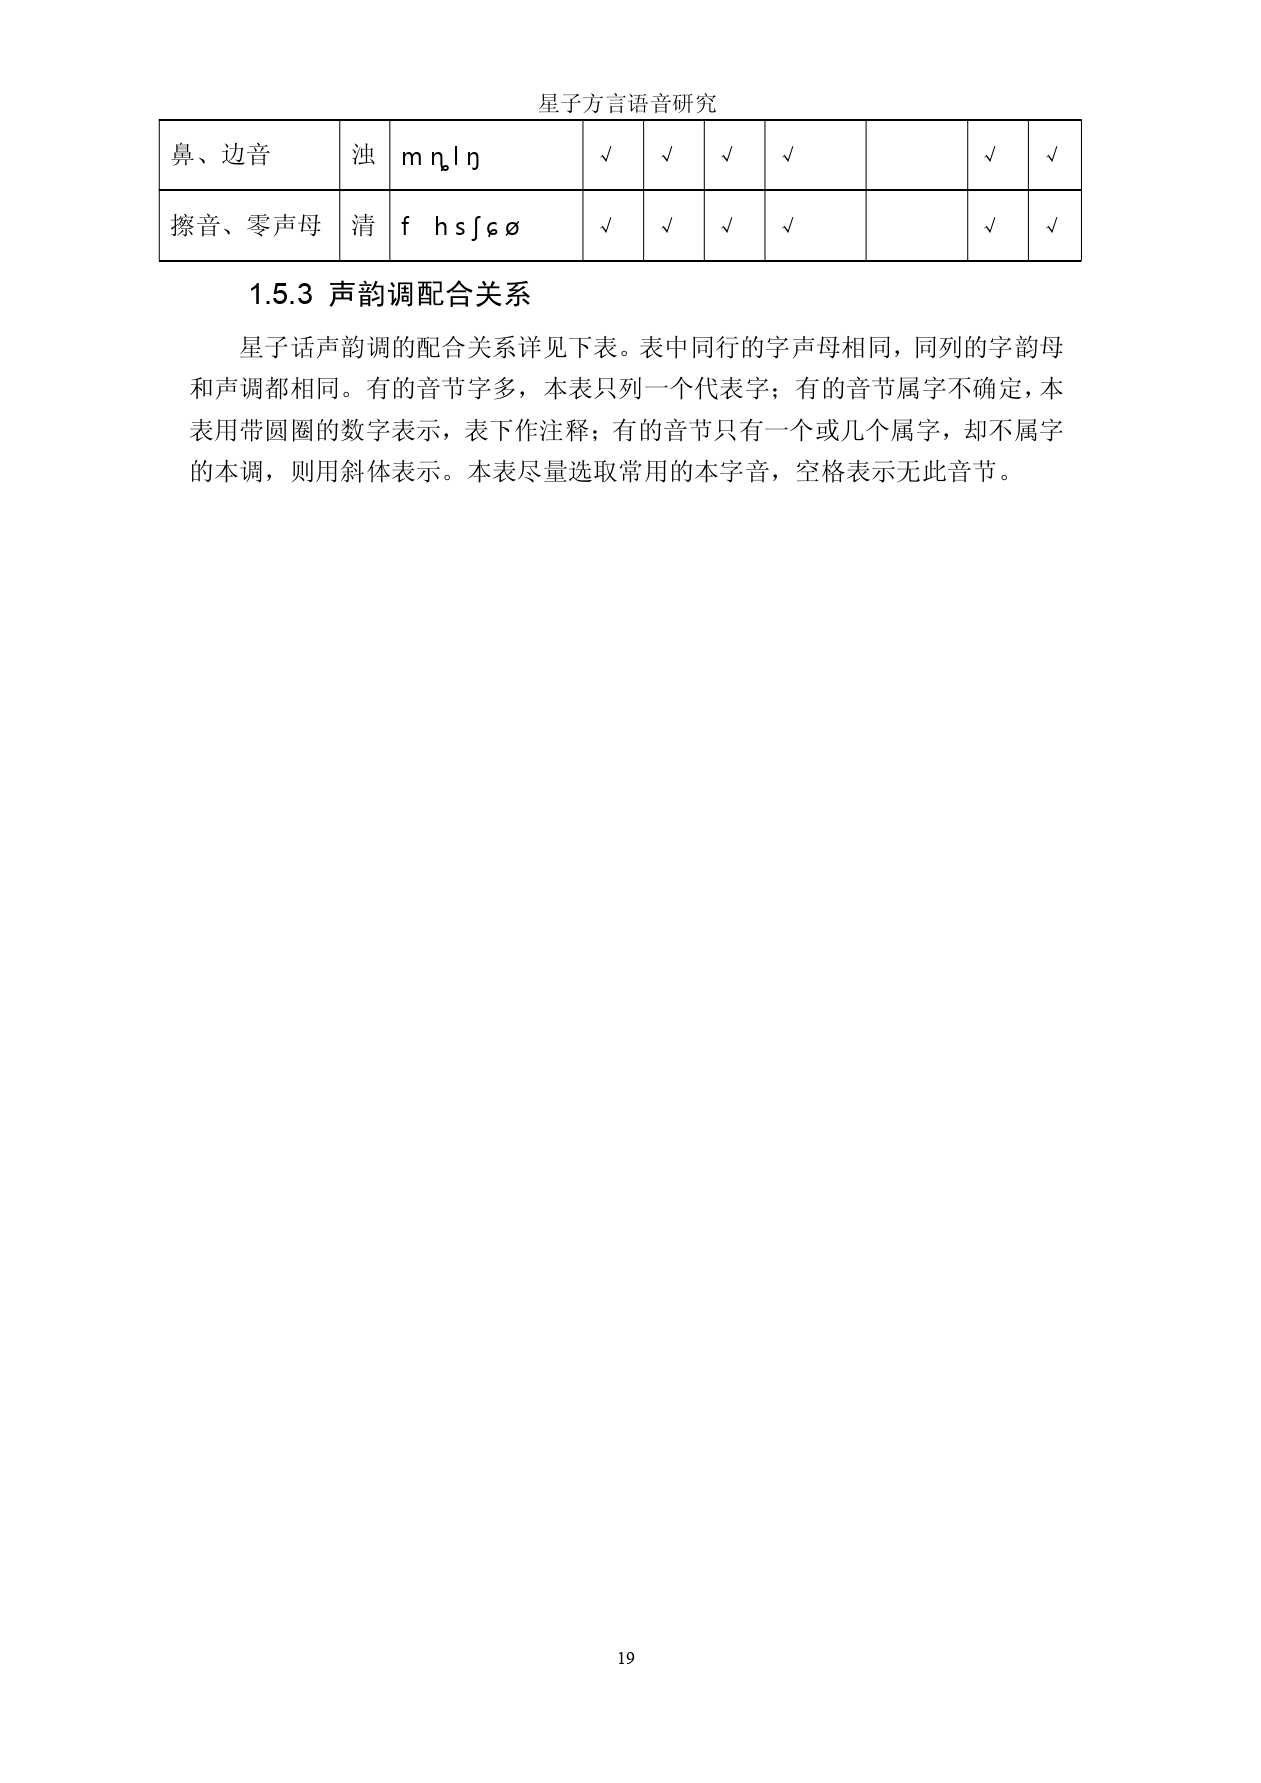 星子方言语音研究
鼻、边音 浊 m ȵ l ŋ √ √ √ √ √ √
擦音、零声母 清 f h s ʃ ɕ ø √ √ √ √ √ √
1.5.3 声韵调配合关系
星子话声韵调的配合关系详见下表。表中同行的字声母相同，同列的字韵母
和声调都相同。有的音节字多，本表只列一个代表字；有的音节属字不确定，本
表用带圆圈的数字表示，表下作注释；有的音节只有一个或几个属字，却不属字
的本调，则用斜体表示。本表尽量选取常用的本字音，空格表示无此音节。
19